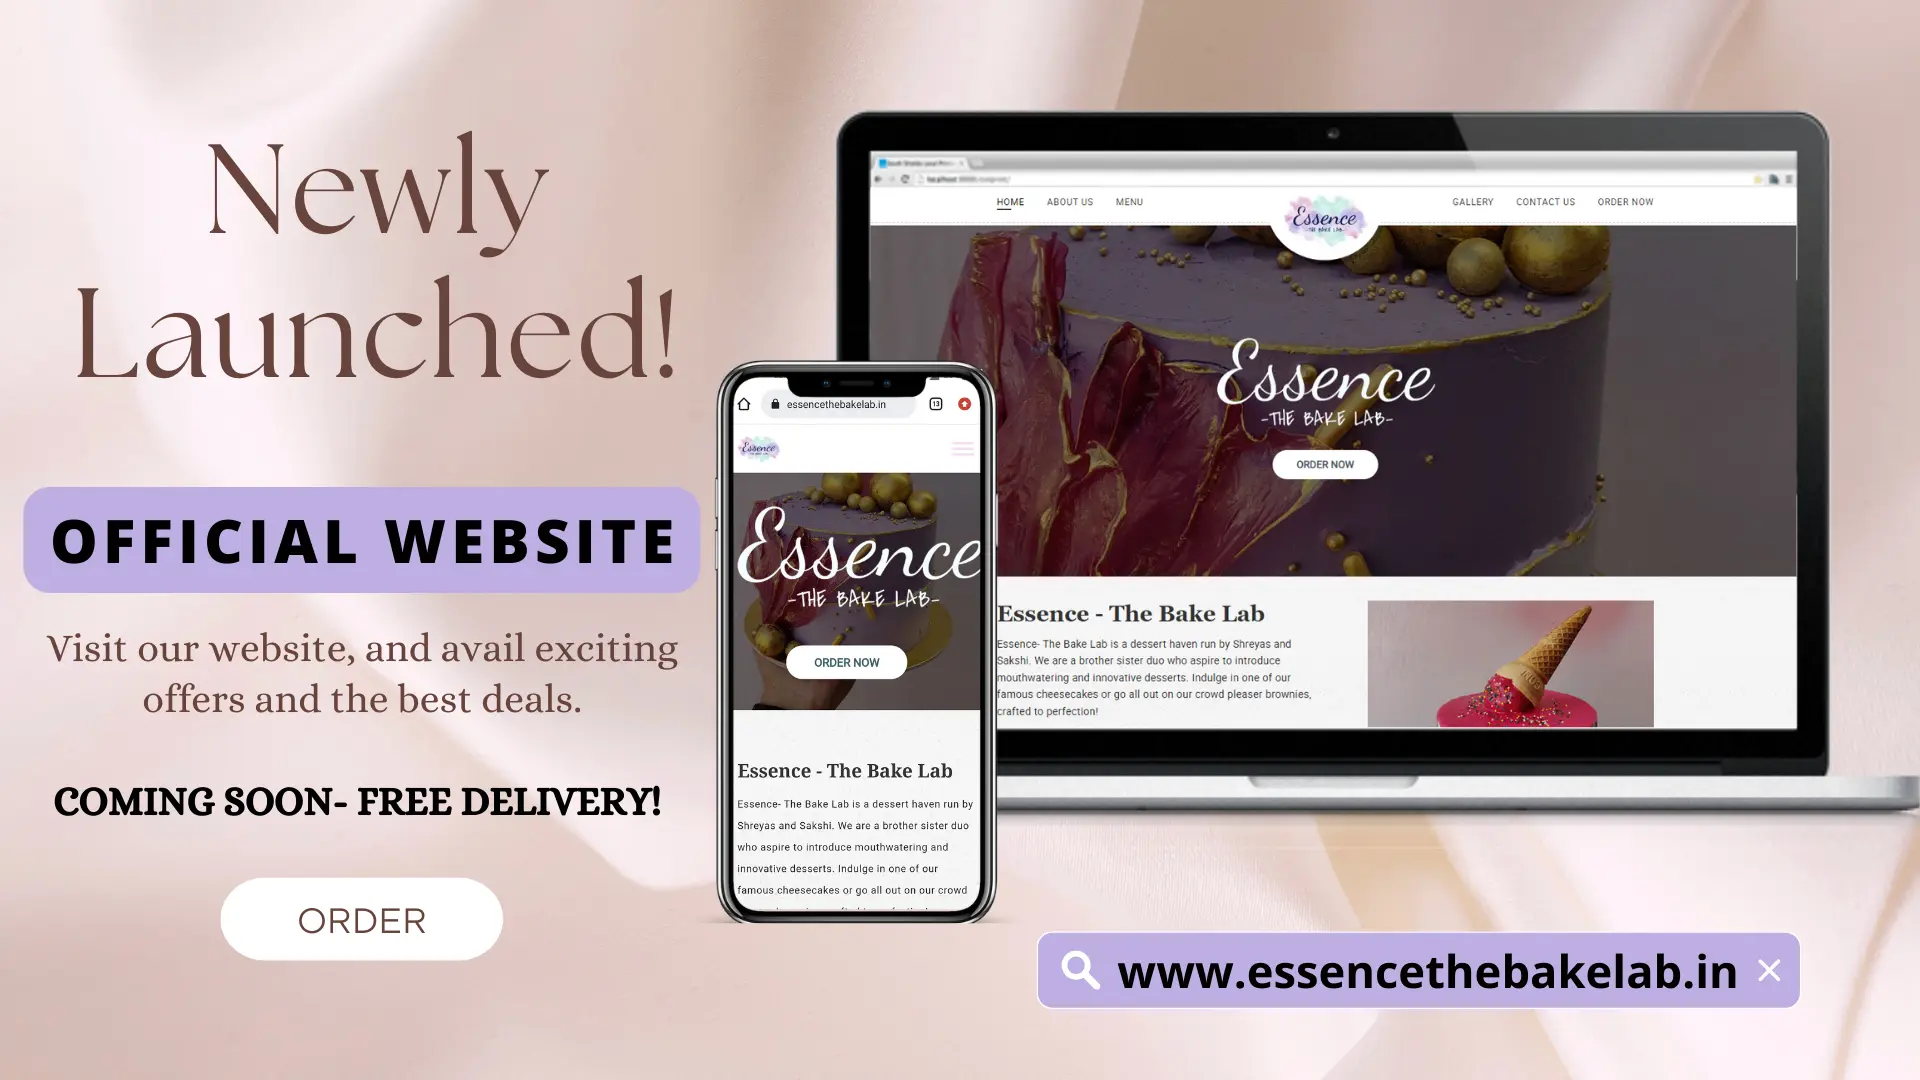 Newly
Launched!
OFFICIAL WEBSITE
Visit our website, and avail exciting
offers and the best deals.
COMING SOON- FREE DELIVERY!
ORDER
essencethebakelab.in
13
Essence
THE BAKE LAB
Essence
-THE BAKE LAB-
ORDER NOW
Essence - The Bake Lab
Essence- The Bake Lab is a dessert haven run by
Shreyas and Sakshi. We are a brother sister duo
who aspire to introduce mouthwatering and
innovative desserts. Indulge in one of our
famous cheesecakes or go all out on our crowd
HOME ABOUT US MENU
Essence
-THE BAKE LAB-
GALLERY CONTACT US ORDER NOW
Essence
-THE BAKE LAB-
ORDER NOW
Essence - The Bake Lab
Essence- The Bake Lab is a dessert haven run by Shreyas and
Sakshi. We are a brother sister duo who aspire to introduce
mouthwatering and innovative desserts. Indulge in one of our
famous cheesecakes or go all out on our crowd pleaser brownies,
crafted to perfection!
www.essencethebakelab.in